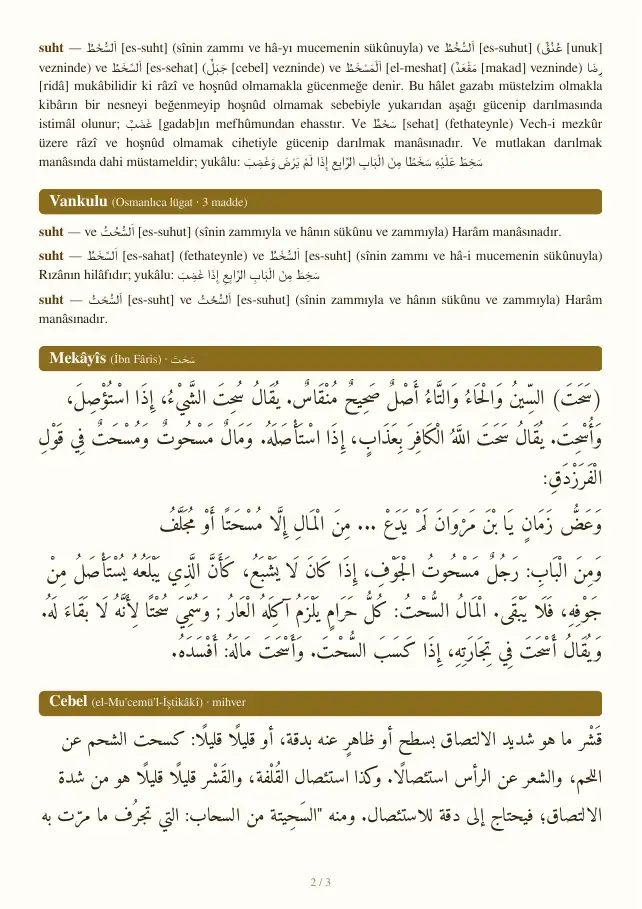 suht — اَلسُّخْطُ [es-suht] (sînin zammı ve hâ-yı mucemenin sükûnuyla) ve اَلسُّخُطُ [es-suhut] (عُنُقٌ [unuk]
vezninde) ve اَلسَّخَطُ [es-sehat] (جَبَلٌ [cebel] vezninde) ve اَلْمَسْخَطُ [el-meshat] (مَقْعَدٌ [makad] vezninde) رِضَا
[ridâ] mukâbilidir ki râzî ve hoşnûd olmamakla gücenmeğe denir. Bu hâlet gazabı müstelzim olmakla
kibârın bir nesneyi beğenmeyip hoşnûd olmamak sebebiyle yukarıdan aşağı gücenip darılmasında
istimâl olunur; غَضَبٌ [gadab]ın mefhûmundan ehasstır. Ve سَخَطٌ [sehat] (fethateynle) Vech-i mezkûr
üzere râzî ve hoşnûd olmamak cihetiyle gücenip darılmak manâsınadır. Ve mutlakan darılmak
manâsında dahi müstameldir; yukâlu: سَخِطَ عَلَيْهِ سَخَطًا مِنَ الْبَابِ الرَّابِعِ إِذَا لَمْ يَرْضَ وَغَضِبَ
Vankulu (Osmanlıca lügat · 3 madde)
suht — ve اَلسُّحُتُ [es-suhut] (sînin zammıyla ve hânın sükûnu ve zammıyla) Harâm manâsınadır.
suht — اَلسَّخَطُ [es-sahat] (fethateynle) ve اَلسُّخْطُ [es-suht] (sînin zammı ve hâ-i mucemenin sükûnuyla)
Rızânın hilâfıdır; yukâlu: سَخِطَ مِنَ الْبَابِ الرَّابِعِ إِذَا غَضِبَ
suht — اَلسُّحْتُ [es-suht] ve اَلسُّحُتُ [es-suhut] (sînin zammıyla ve hânın sükûnu ve zammıyla) Harâm
manâsınadır.
Mekâyîs (İbn Fâris) · سَحَتَ
(سَحَتَ) السِّينُ وَالْحَاءُ وَالتَّاءُ أَصْلٌ صَحِيحٌ مُنْقَاسٌ. يُقَالُ سُحِتَ الشَّيْءُ، إِذَا اسْتُؤْصِلَ،
وَأُسْحِتَ. يُقَالُ سَحَتَ اللَّهُ الْكَافِرَ بِعَذَابٍ، إِذَا اسْتَأْصَلَهُ. وَمَالٌ مَسْحُوتٌ وَمُسْحَتٌ فِي قَوْلِ
الْفَرَزْدَقِ:
وَعَضُّ زَمَانٍ يَا بْنَ مَرْوَانَ لَمْ يَدَعْ ... مِنَ الْمَالِ إِلَّا مُسْحَتًا أَوْ مُجَلَّفُ
وَمِنَ الْبَابِ: رَجُلٌ مَسْحُوتُ الْجَوْفِ، إِذَا كَانَ لَا يَشْبَعُ، كَأَنَّ الَّذِي يَبْلَعُهُ يُسْتَأْصَلُ مِنْ
جَوْفِهِ، فَلَا يَبْقَى. الْمَالُ السُّحْتُ: كُلُّ حَرَامٍ يَلْزَمُ آكِلَهُ الْعَارُ ; وَسُمِّيَ سُحْتًا لِأَنَّهُ لَا بَقَاءَ لَهُ.
وَيُقَالُ أَسْحَتَ فِي تِجَارَتِهِ، إِذَا كَسَبَ السُّحْتَ. وَأَسْحَتَ مَالَهُ: أَفْسَدَهُ.
Cebel (el-Mu'cemü'l-İştikâkî) · mihver
قَشْر ما هو شديد الالتصاق بسطح أو ظاهرٍ عنه بدقة، أو قليلًا قليلًا: كسحت الشحم عن
اللحم، والشعر عن الرأس استئصالًا. وكذا استئصال القُلْفة، والقَشْر قليلًا قليلًا هو من شدة
الالتصاق؛ فيحتاج إلى دقة للاستئصال. ومنه "السَحِيتة من السحاب: التي تجرُف ما مرّت به
2 / 3